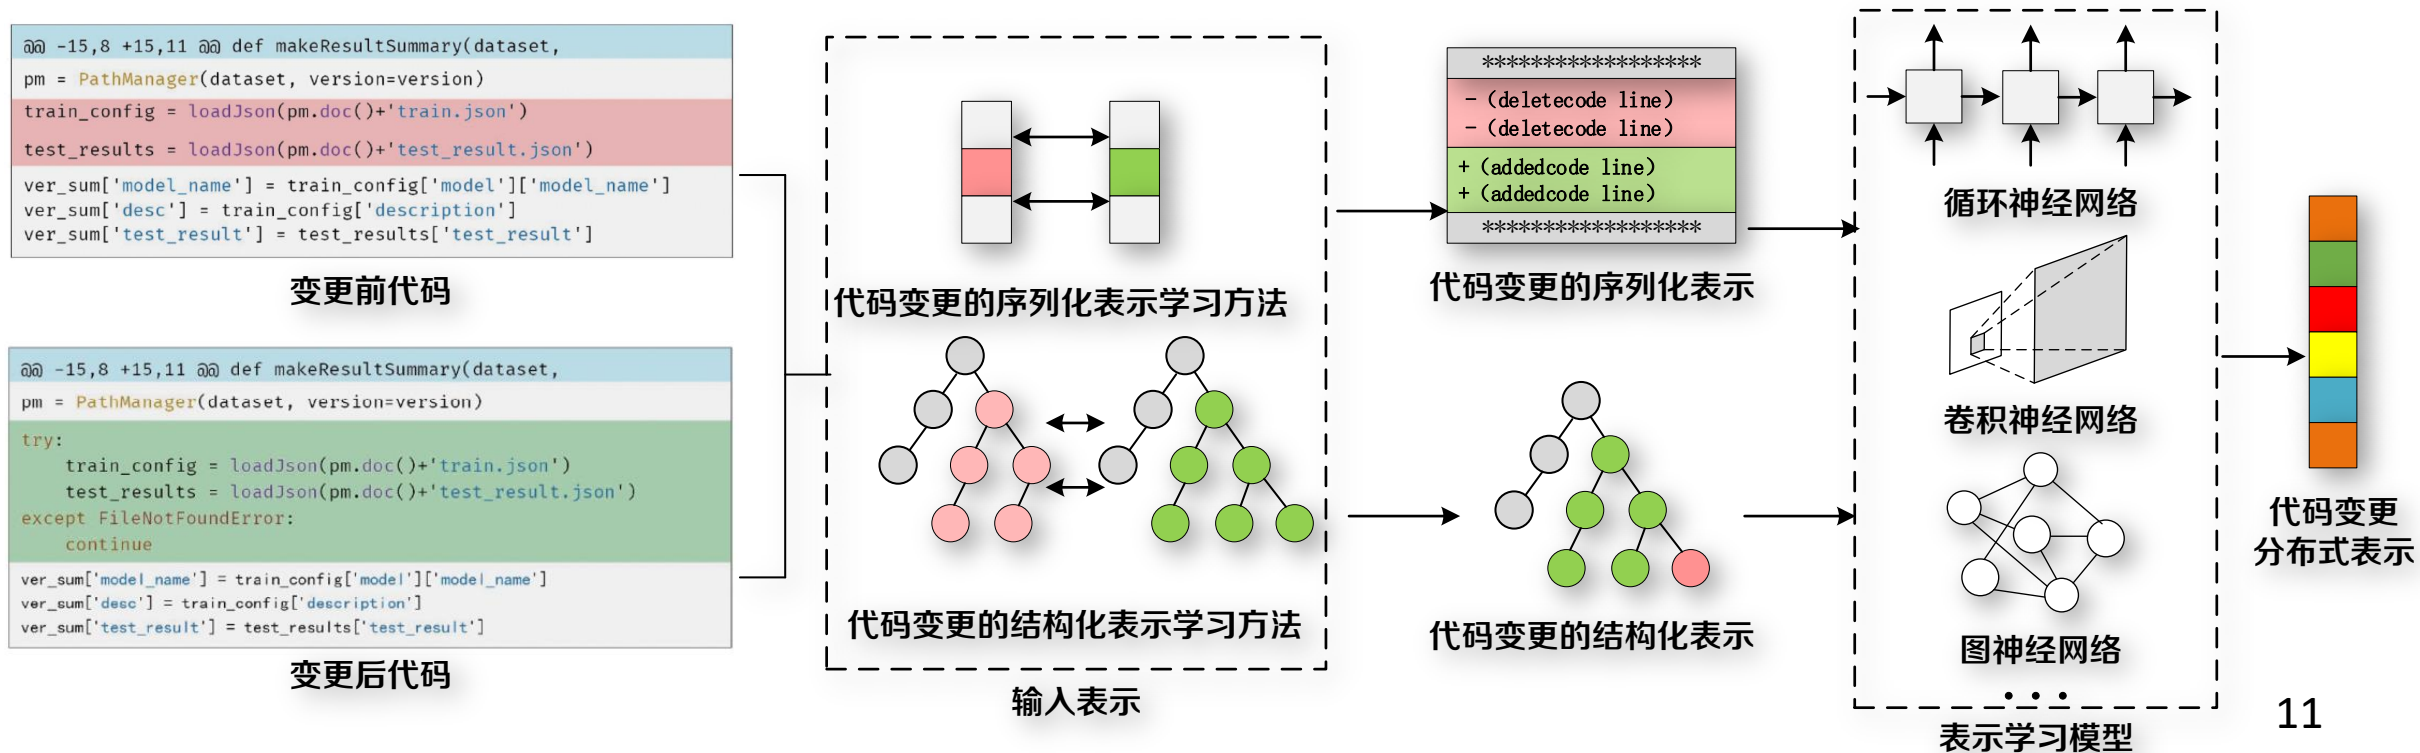 @@ -15,8 +15,11 @@ def makeResultSummary(dataset,
pm = PathManager(dataset, version=version)
train_config = loadJson(pm.doc()+'train.json')
test_results = loadJson(pm.doc()+'test_result.json')
ver_sum['model_name'] = train_config['model']['model_name']
ver_sum['desc'] = train_config['description']
ver_sum['test_result'] = test_results['test_result']
变更前代码
@@ -15,8 +15,11 @@ def makeResultSummary(dataset,
pm = PathManager(dataset, version=version)
try:
    train_config = loadJson(pm.doc()+'train.json')
    test_results = loadJson(pm.doc()+'test_result.json')
except FileNotFoundError:
    continue
ver_sum['model_name'] = train_config['model']['model_name']
ver_sum['desc'] = train_config['description']
ver_sum['test_result'] = test_results['test_result']
变更后代码
代码变更的序列化表示学习方法
代码变更的结构化表示学习方法
输入表示
******************
- (deletecode line)
- (deletecode line)
+ (addedcode line)
+ (addedcode line)
******************
代码变更的序列化表示
代码变更的结构化表示
循环神经网络
卷积神经网络
图神经网络
...
表示学习模型
代码变更
分布式表示
11